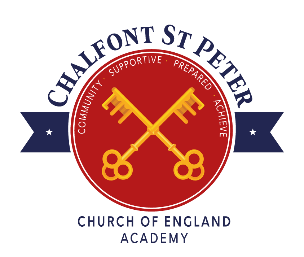 CHALFONT ST PETER
COMMUNITY · SUPPORTIVE · PREPARED · ACHIEVE
CHURCH OF ENGLAND
ACADEMY